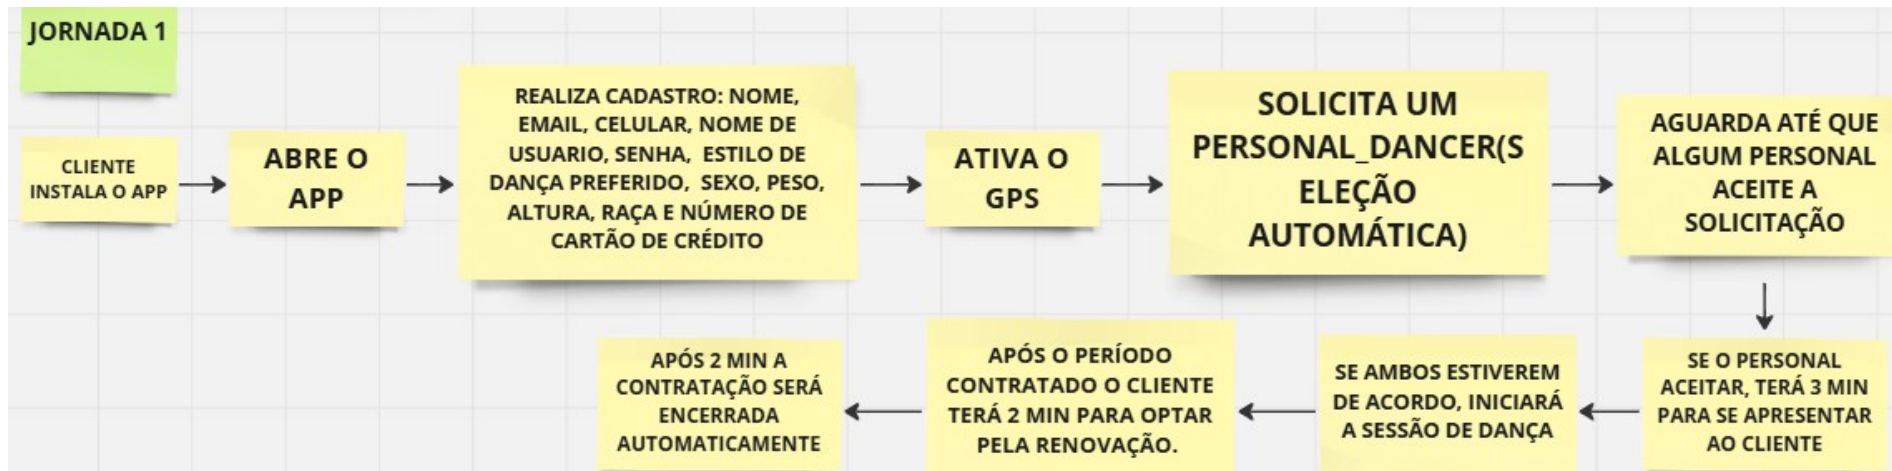 JORNADA 1
CLIENTE
INSTALA O APP
ABRE O
APP
REALIZA CADASTRO: NOME,
EMAIL, CELULAR, NOME DE
USUARIO, SENHA, ESTILO DE
DANÇA PREFERIDO, SEXO, PESO,
ALTURA, RAÇA E NÚMERO DE
CARTÃO DE CRÉDITO
ATIVA O
GPS
SOLICITA UM
PERSONAL_DANCER(S
ELEÇÃO
AUTOMÁTICA)
AGUARDA ATÉ QUE
ALGUM PERSONAL
ACEITE A
SOLICITAÇÃO
SE O PERSONAL
ACEITAR, TERÁ 3 MIN
PARA SE APRESENTAR
AO CLIENTE
SE AMBOS ESTIVEREM
DE ACORDO, INICIARÁ
A SESSÃO DE DANÇA
APÓS O PERÍODO
CONTRATADO O CLIENTE
TERÁ 2 MIN PARA OPTAR
PELA RENOVAÇÃO.
APÓS 2 MIN A
CONTRATAÇÃO SERÁ
ENCERRADA
AUTOMATICAMENTE